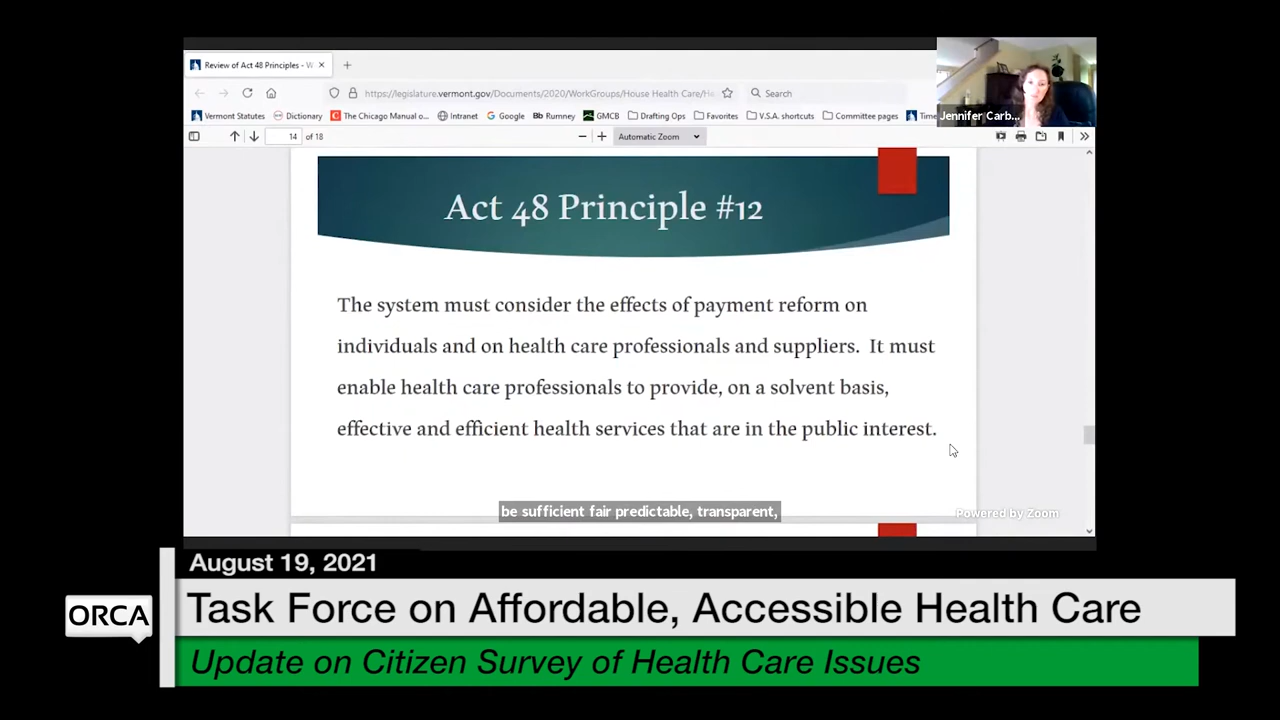 Review of Act 48 Principles - W
https://legislature.vermont.gov/Documents/2020/WorkGroups/House Health Care/He
Search
Vermont Statutes
Dictionary
The Chicago Manual o...
Intranet
Google
Bb Rumney
GMCB
Drafting Ops
Favorites
V.S.A. shortcuts
Committee pages
Time
Jennifer Carb...
14 of 18
Automatic Zoom
Act 48 Principle #12
The system must consider the effects of payment reform on
individuals and on health care professionals and suppliers. It must
enable health care professionals to provide, on a solvent basis,
effective and efficient health services that are in the public interest.
be sufficient fair predictable, transparent,
Powered by Zoom
August 19, 2021
ORCA
Task Force on Affordable, Accessible Health Care
Update on Citizen Survey of Health Care Issues